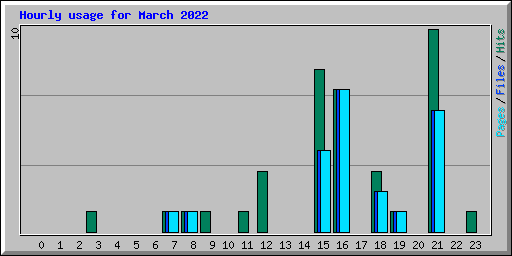 Hourly usage for March 2022
10
Pages/Files/Hits
0 1 2 3 4 5 6 7 8 9 10 11 12 13 14 15 16 17 18 19 20 21 22 23